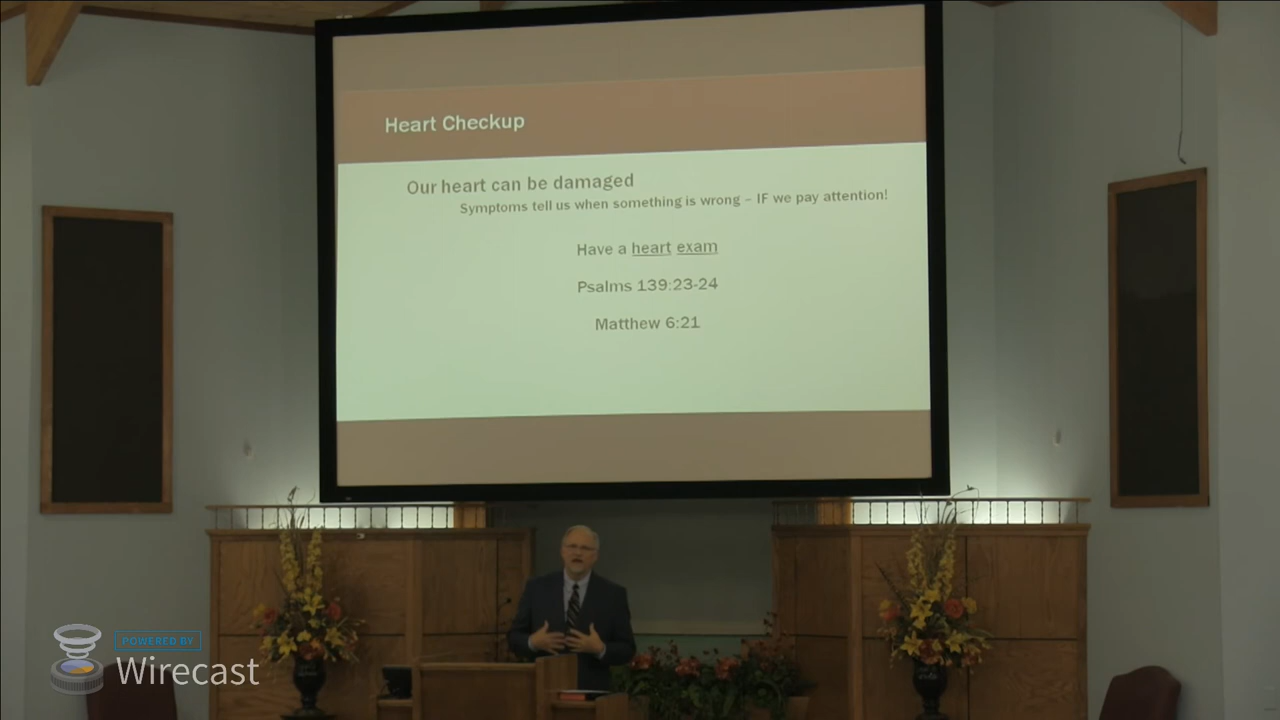 Heart Checkup
Our heart can be damaged
Symptoms tell us when something is wrong – IF we pay attention!
Have a heart exam
Psalms 139:23-24
Matthew 6:21
POWERED BY
Wirecast